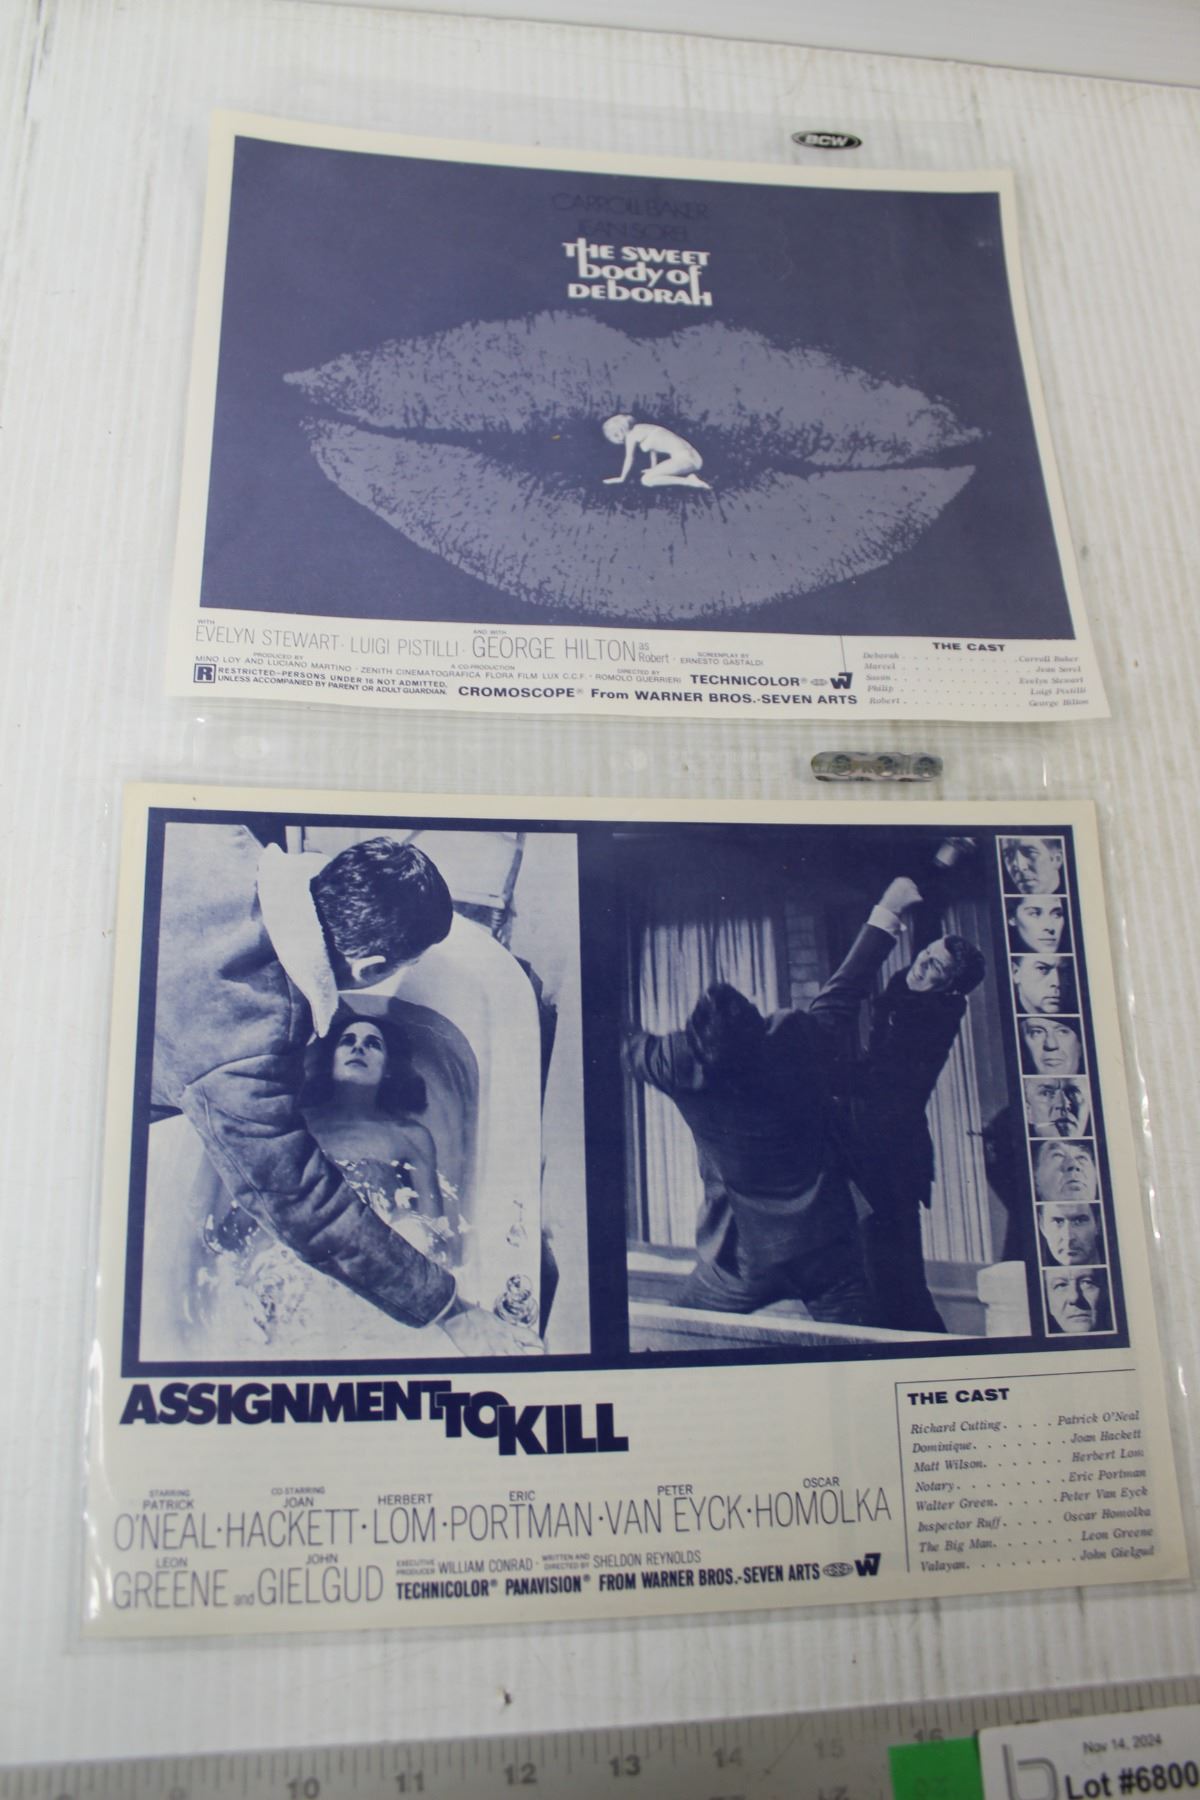 BCW
CARROLL BAKER
JEAN SOREL
THE SWEET
body of
DEBORAH
WITH
EVELYN STEWART · LUIGI PISTILLI · AND WITH GEORGE HILTON as Robert · SCREENPLAY BY ERNESTO GASTALDI
PRODUCED BY MINO LOY AND LUCIANO MARTINO · A CO-PRODUCTION ZENITH CINEMATOGRAFICA FLORA FILM LUX C.C.F. · DIRECTED BY ROMOLO GUERRIERI TECHNICOLOR®
R RESTRICTED—PERSONS UNDER 16 NOT ADMITTED,
UNLESS ACCOMPANIED BY PARENT OR ADULT GUARDIAN.
CROMOSCOPE® From WARNER BROS.-SEVEN ARTS W7
THE CAST
Deborah . . . . . . . . . . . . Carroll Baker
Marcel . . . . . . . . . . . . Jean Sorel
Susan . . . . . . . . . . . . Evelyn Stewart
Philip . . . . . . . . . . . . Luigi Pistilli
Robert . . . . . . . . . . . . George Hilton
ASSIGNMENT TO KILL
STARRING PATRICK O'NEAL · CO-STARRING JOAN HACKETT · HERBERT LOM · ERIC PORTMAN · PETER VAN EYCK · OSCAR HOMOLKA
LEON GREENE and JOHN GIELGUD
EXECUTIVE PRODUCER WILLIAM CONRAD · WRITTEN AND DIRECTED BY SHELDON REYNOLDS
TECHNICOLOR® PANAVISION® FROM WARNER BROS.-SEVEN ARTS W7
THE CAST
Richard Cutting . . . . Patrick O'Neal
Dominique . . . . . . . Joan Hackett
Matt Wilson . . . . . . Herbert Lom
Notary . . . . . . . . Eric Portman
Walter Green . . . . . Peter Van Eyck
Inspector Ruff . . . . Oscar Homolka
The Big Man . . . . . . Leon Greene
Valayan . . . . . . . . John Gielgud
10 11 12 13 14 15 16
Nov 14, 2024
Lot #6800